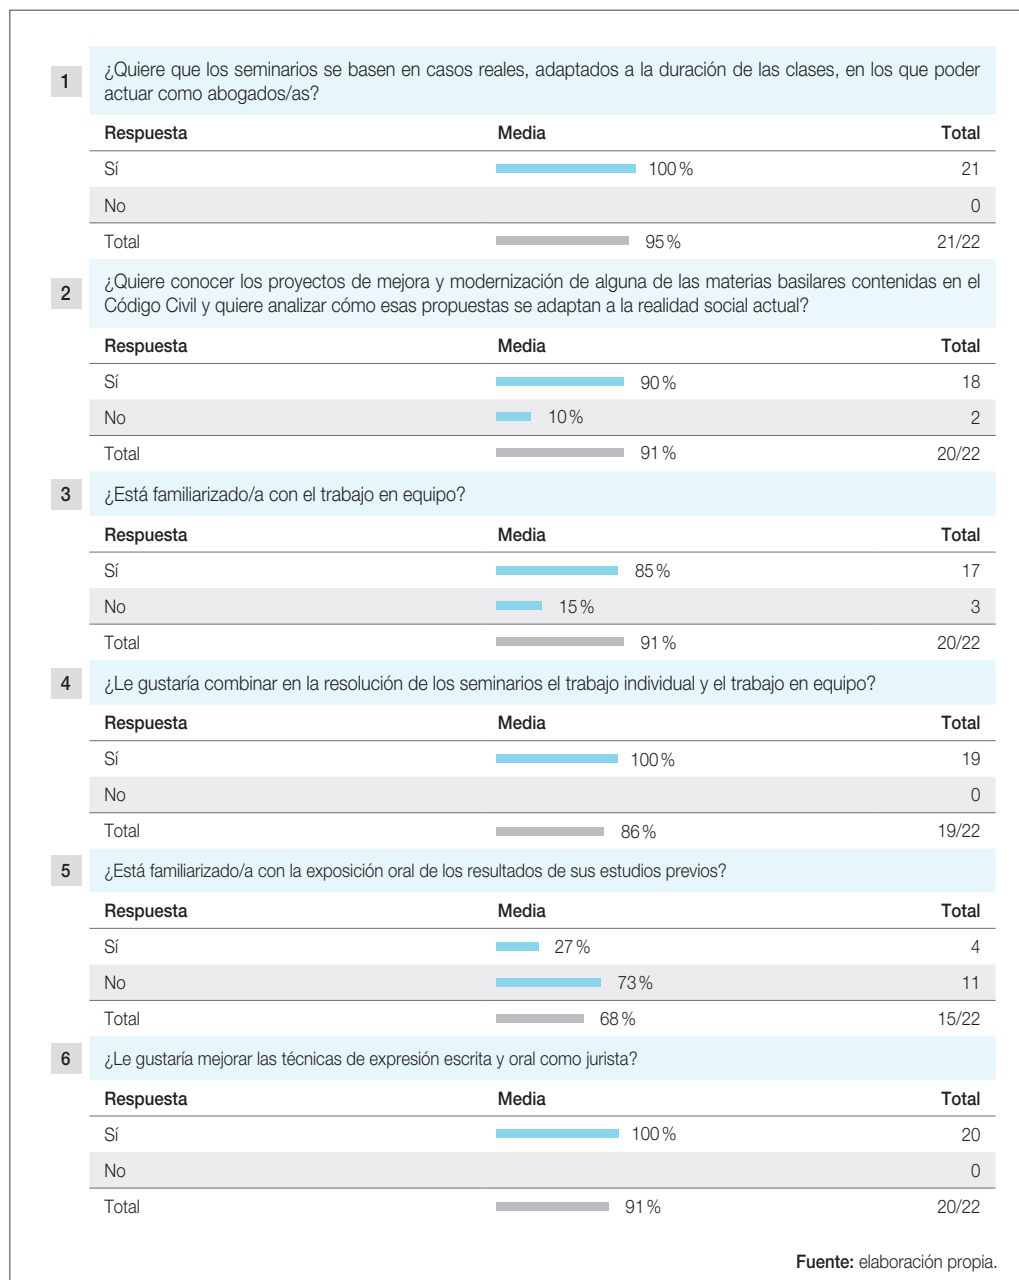 1
¿Quiere que los seminarios se basen en casos reales, adaptados a la duración de las clases, en los que poder
actuar como abogados/as?
Respuesta Media Total
Sí 100 % 21
No 0
Total 95 % 21/22
2
¿Quiere conocer los proyectos de mejora y modernización de alguna de las materias basilares contenidas en el
Código Civil y quiere analizar cómo esas propuestas se adaptan a la realidad social actual?
Respuesta Media Total
Sí 90 % 18
No 10 % 2
Total 91 % 20/22
3 ¿Está familiarizado/a con el trabajo en equipo?
Respuesta Media Total
Sí 85 % 17
No 15 % 3
Total 91 % 20/22
4 ¿Le gustaría combinar en la resolución de los seminarios el trabajo individual y el trabajo en equipo?
Respuesta Media Total
Sí 100 % 19
No 0
Total 86 % 19/22
5 ¿Está familiarizado/a con la exposición oral de los resultados de sus estudios previos?
Respuesta Media Total
Sí 27 % 4
No 73 % 11
Total 68 % 15/22
6 ¿Le gustaría mejorar las técnicas de expresión escrita y oral como jurista?
Respuesta Media Total
Sí 100 % 20
No 0
Total 91 % 20/22
Fuente: elaboración propia.